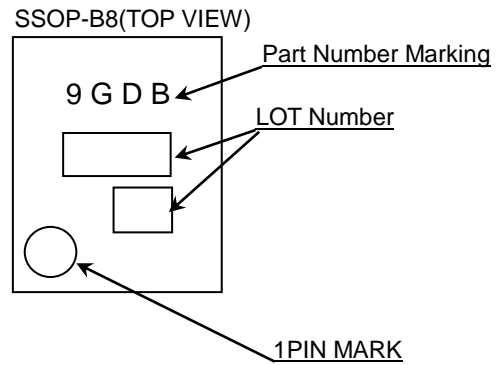 SSOP-B8(TOP VIEW)
Part Number Marking
9 G D B
LOT Number
1PIN MARK